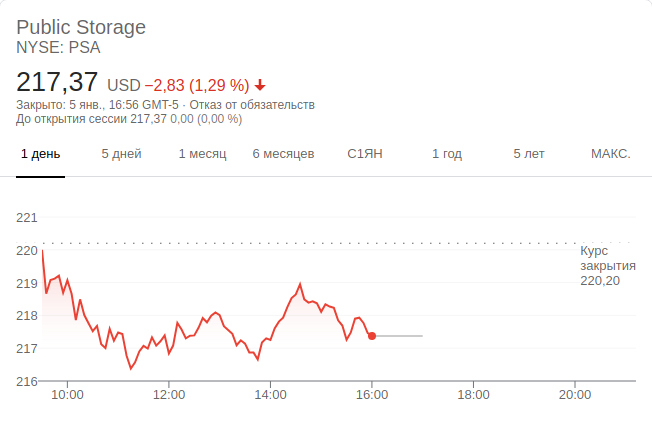 Public Storage
NYSE: PSA
217,37 USD −2,83 (1,29 %)
Закрыто: 5 янв., 16:56 GMT-5 · Отказ от обязательств
До открытия сессии 217,37 0,00 (0,00 %)
1 день 5 дней 1 месяц 6 месяцев С1ЯН 1 год 5 лет МАКС.
221
220
219
218
217
216
Курс
закрытия
220,20
10:00 12:00 14:00 16:00 18:00 20:00